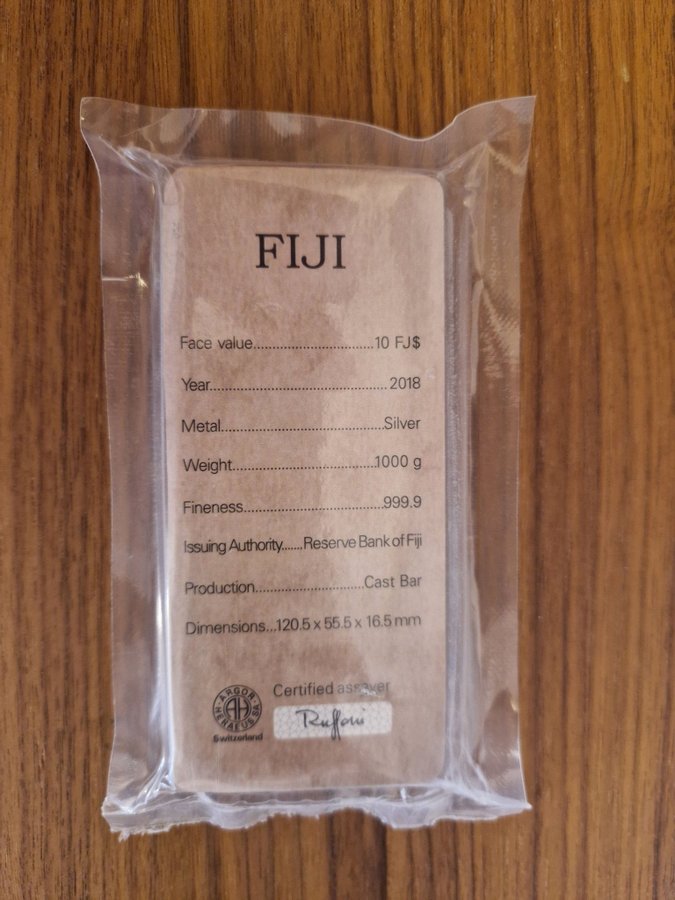 FIJI
Face value..............................10 FJ$
Year.............................................2018
Metal.........................................Silver
Weight....................................1000 g
Fineness...................................999.9
Issuing Authority......Reserve Bank of Fiji
Production...........................Cast Bar
Dimensions...120.5 x 55.5 x 16.5 mm
Certified assayer
ARGOR-HERAEUS SA
AH
Switzerland
Ruffoni